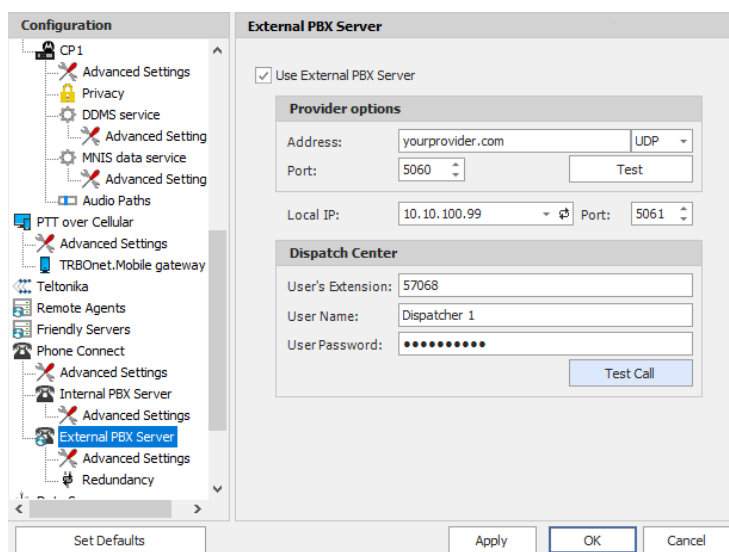 Configuration
CP1
Advanced Settings
Privacy
DDMS service
Advanced Setting
MNIS data service
Advanced Setting
Audio Paths
PTT over Cellular
Advanced Settings
TRBOnet.Mobile gateway
Teltonika
Remote Agents
Friendly Servers
Phone Connect
Advanced Settings
Internal PBX Server
Advanced Settings
External PBX Server
Advanced Settings
Redundancy
Set Defaults
External PBX Server
Use External PBX Server
Provider options
Address: yourprovider.com UDP
Port: 5060 Test
Local IP: 10.10.100.99 Port: 5061
Dispatch Center
User's Extension: 57068
User Name: Dispatcher 1
User Password: ●●●●●●●●●●
Test Call
Apply OK Cancel